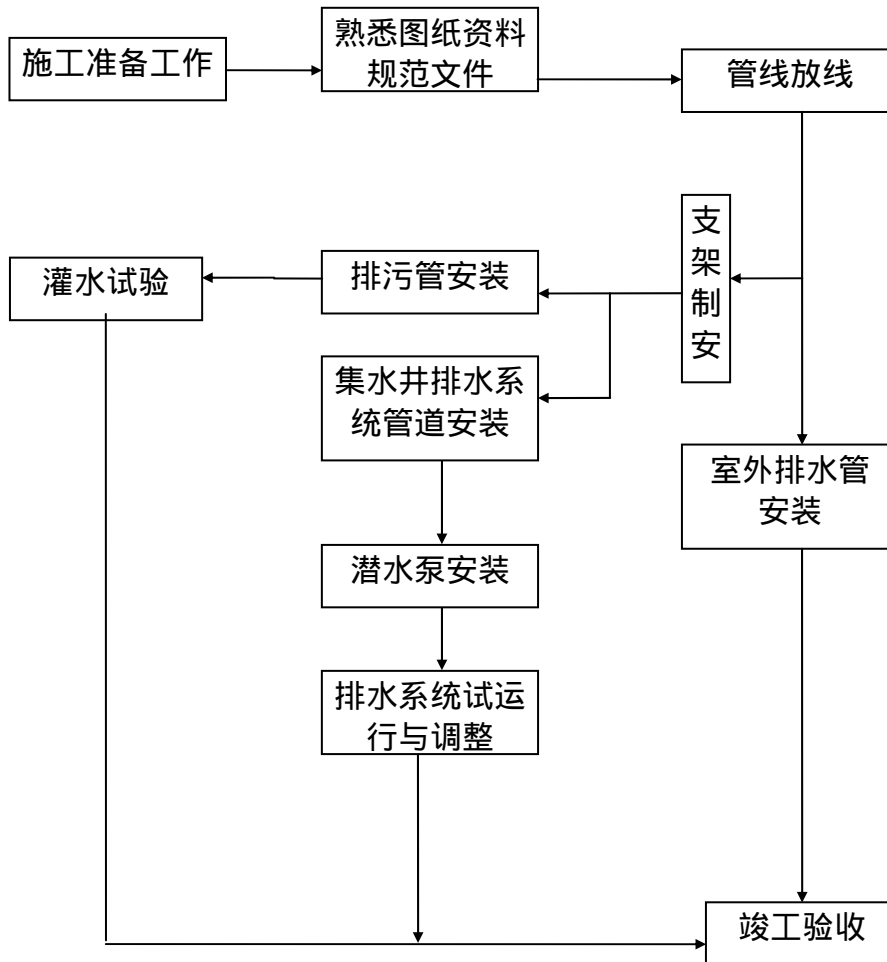 施工准备工作
熟悉图纸资料
规范文件
管线放线
支
架
制
安
排污管安装
灌水试验
集水井排水系
统管道安装
室外排水管
安装
潜水泵安装
排水系统试运
行与调整
竣工验收